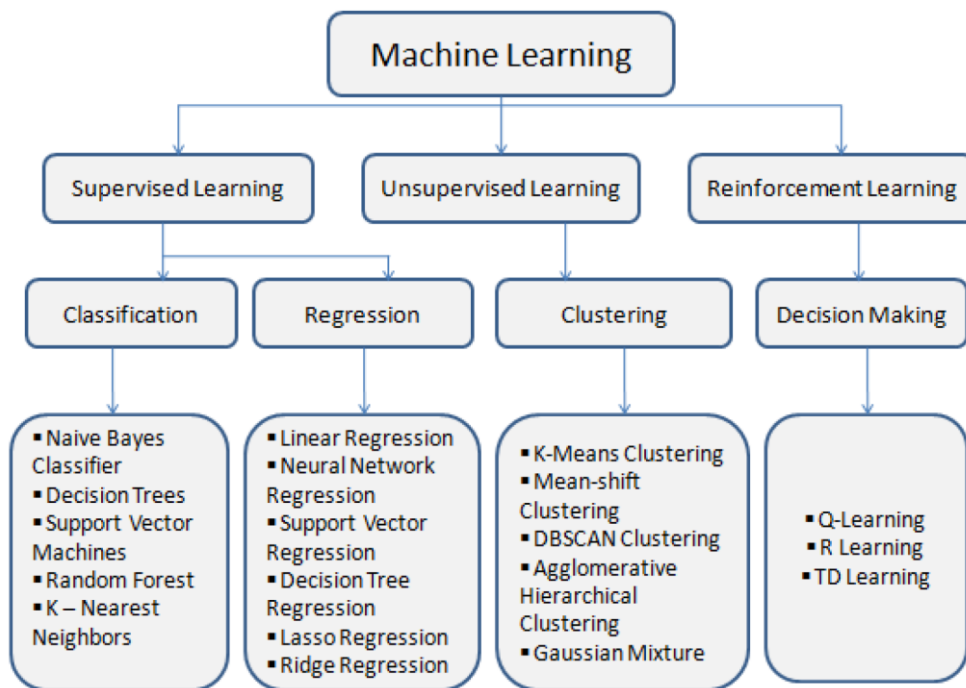 Machine Learning
Supervised Learning
Unsupervised Learning
Reinforcement Learning
Classification
Regression
Clustering
Decision Making
▪ Naive Bayes
Classifier
▪ Decision Trees
▪ Support Vector
Machines
▪ Random Forest
▪ K – Nearest
Neighbors
▪ Linear Regression
▪ Neural Network
Regression
▪ Support Vector
Regression
▪ Decision Tree
Regression
▪ Lasso Regression
▪ Ridge Regression
▪ K-Means Clustering
▪ Mean-shift
Clustering
▪ DBSCAN Clustering
▪ Agglomerative
Hierarchical
Clustering
▪ Gaussian Mixture
▪ Q-Learning
▪ R Learning
▪ TD Learning